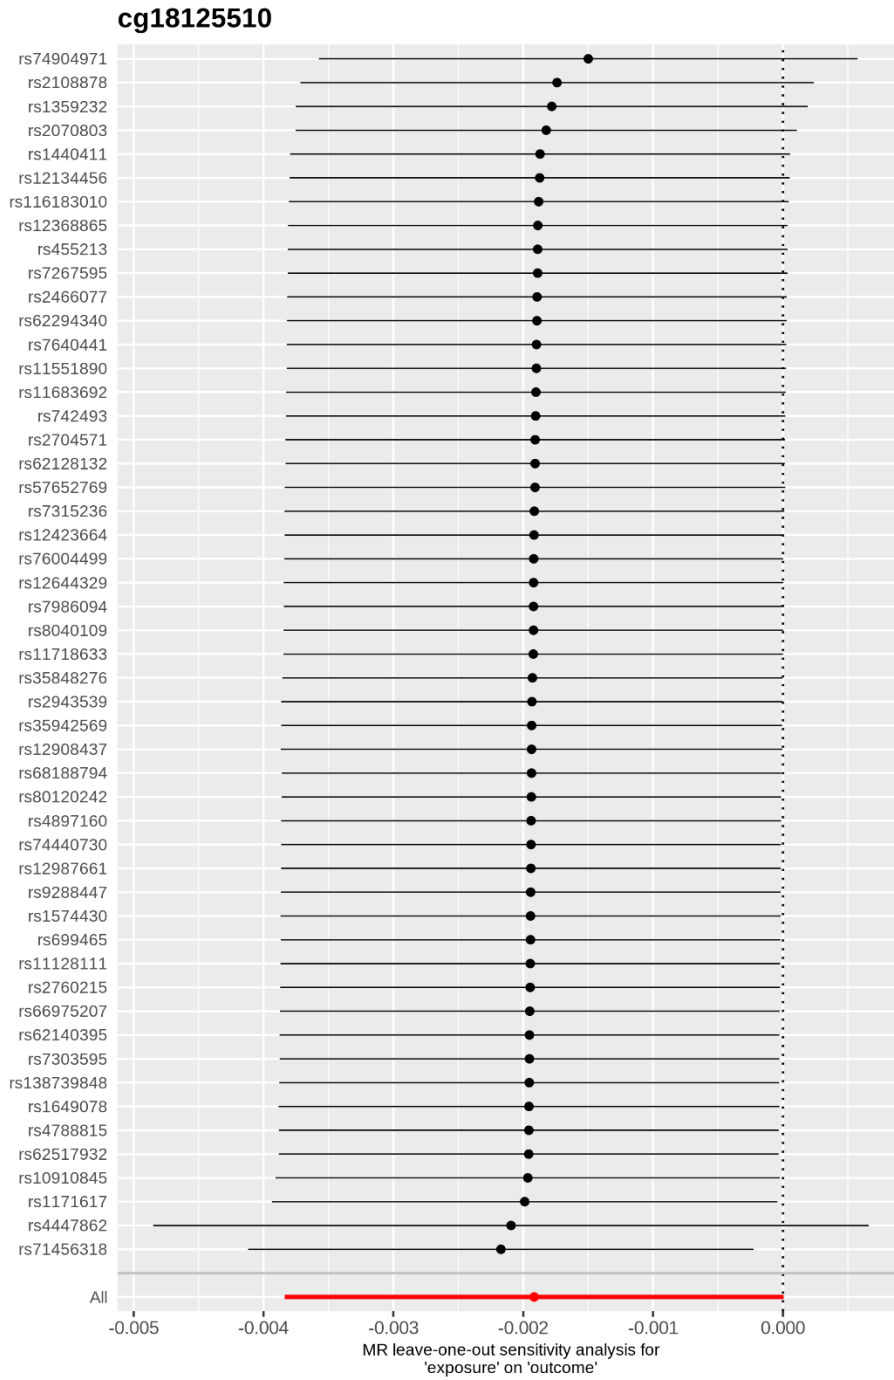 cg18125510
rs74904971
rs2108878
rs1359232
rs2070803
rs1440411
rs12134456
rs116183010
rs12368865
rs455213
rs7267595
rs2466077
rs62294340
rs7640441
rs11551890
rs11683692
rs742493
rs2704571
rs62128132
rs57652769
rs7315236
rs12423664
rs76004499
rs12644329
rs7986094
rs8040109
rs11718633
rs35848276
rs2943539
rs35942569
rs12908437
rs68188794
rs80120242
rs4897160
rs74440730
rs12987661
rs9288447
rs1574430
rs699465
rs11128111
rs2760215
rs66975207
rs62140395
rs7303595
rs138739848
rs1649078
rs4788815
rs62517932
rs10910845
rs1171617
rs4447862
rs71456318
All
-0.005 -0.004 -0.003 -0.002 -0.001 0.000
MR leave-one-out sensitivity analysis for
'exposure' on 'outcome'